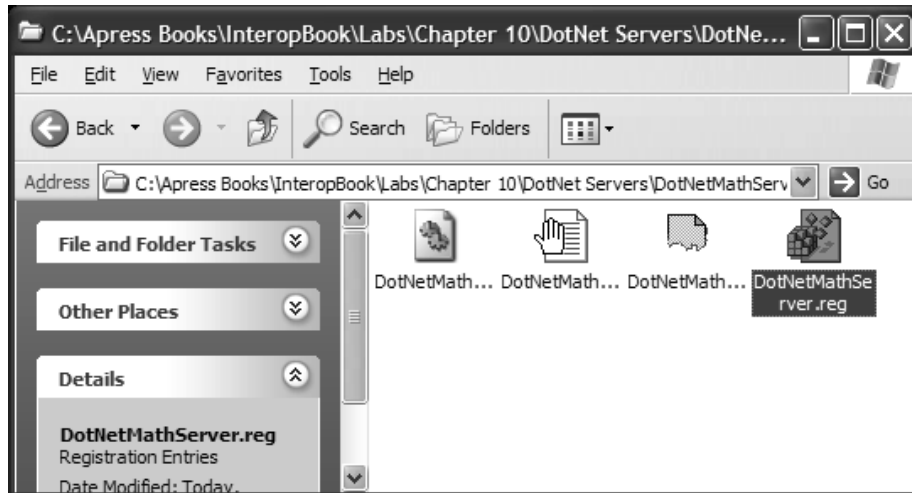 C:\Apress Books\InteropBook\Labs\Chapter 10\DotNet Servers\DotNe...
File Edit View Favorites Tools Help
Back Search Folders
Address C:\Apress Books\InteropBook\Labs\Chapter 10\DotNet Servers\DotNetMathServ Go
File and Folder Tasks
Other Places
Details
DotNetMathServer.reg
Registration Entries
Date Modified: Today,
DotNetMath... DotNetMath... DotNetMath... DotNetMathSe
rver.reg